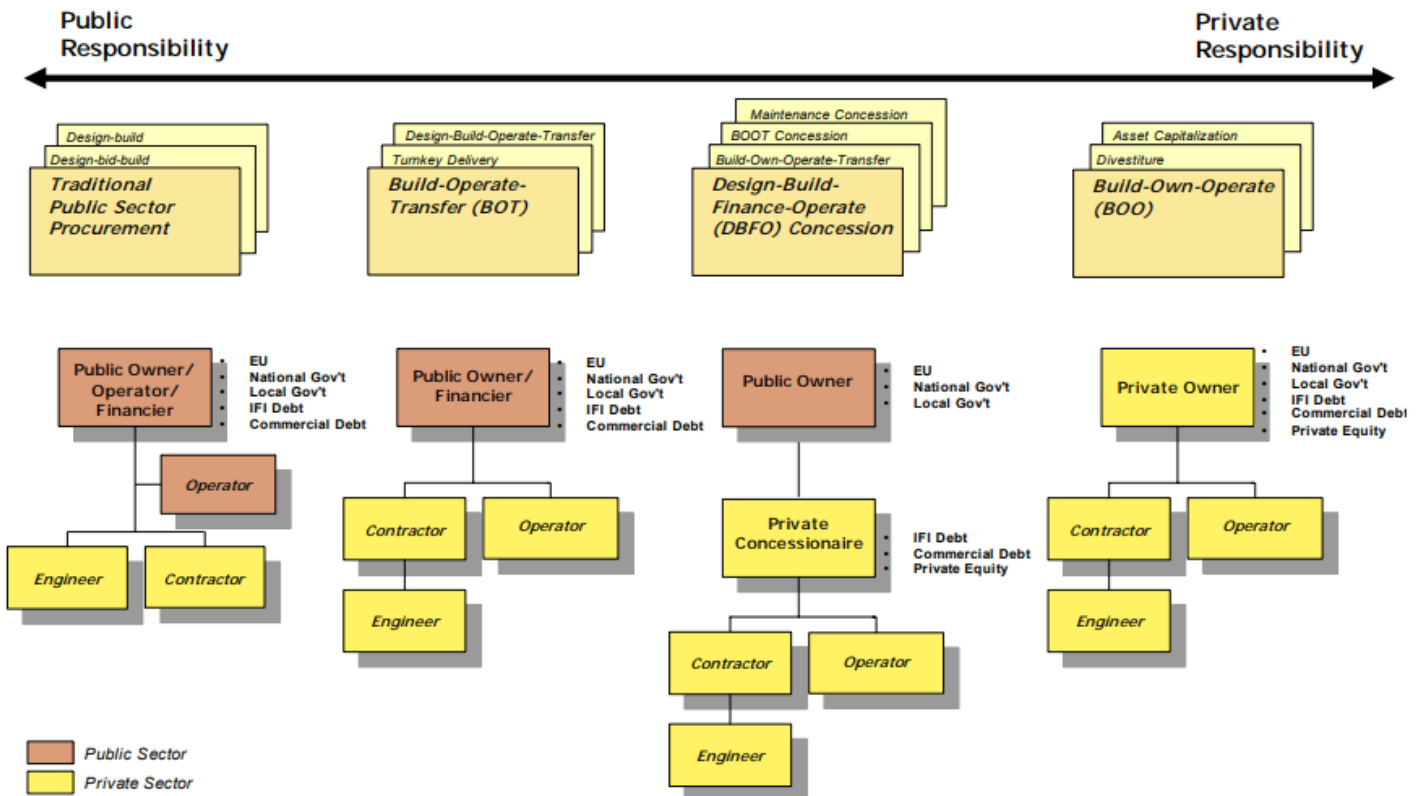 Public
Responsibility
Private
Responsibility
Design-build
Design-bid-build
Traditional
Public Sector
Procurement
Design-Build-Operate-Transfer
Turnkey Delivery
Build-Operate-
Transfer (BOT)
Maintenance Concession
BOOT Concession
Build-Own-Operate-Transfer
Design-Build-
Finance-Operate
(DBFO) Concession
Asset Capitalization
Divestiture
Build-Own-Operate
(BOO)
Public Owner/
Operator/
Financier
• EU
• National Gov't
• Local Gov't
• IFI Debt
• Commercial Debt
Operator
Engineer
Contractor
Public Owner/
Financier
• EU
• National Gov't
• Local Gov't
• IFI Debt
• Commercial Debt
Contractor
Operator
Engineer
Public Owner
• EU
• National Gov't
• Local Gov't
Private
Concessionaire
• IFI Debt
• Commercial Debt
• Private Equity
Contractor
Operator
Engineer
Private Owner
• EU
• National Gov't
• Local Gov't
• IFI Debt
• Commercial Debt
• Private Equity
Contractor
Operator
Engineer
Public Sector
Private Sector